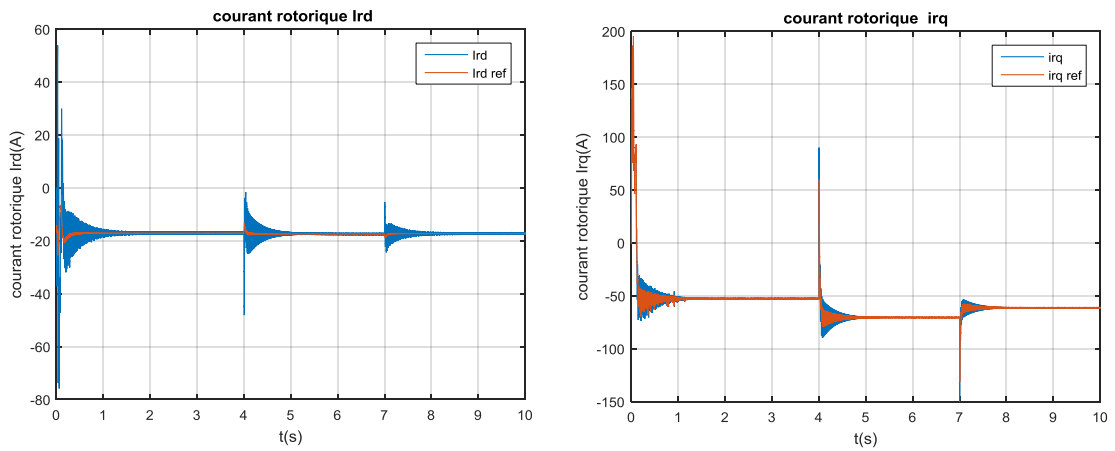 courant rotorique Ird
60
40
20
0
-20
-40
-60
-80
courant rotorique Ird(A)
Ird
Ird ref
0 1 2 3 4 5 6 7 8 9 10
t(s)
courant rotorique  irq
200
150
100
50
0
-50
-100
-150
courant rotorique Irq(A)
irq
irq ref
0 1 2 3 4 5 6 7 8 9 10
t(s)